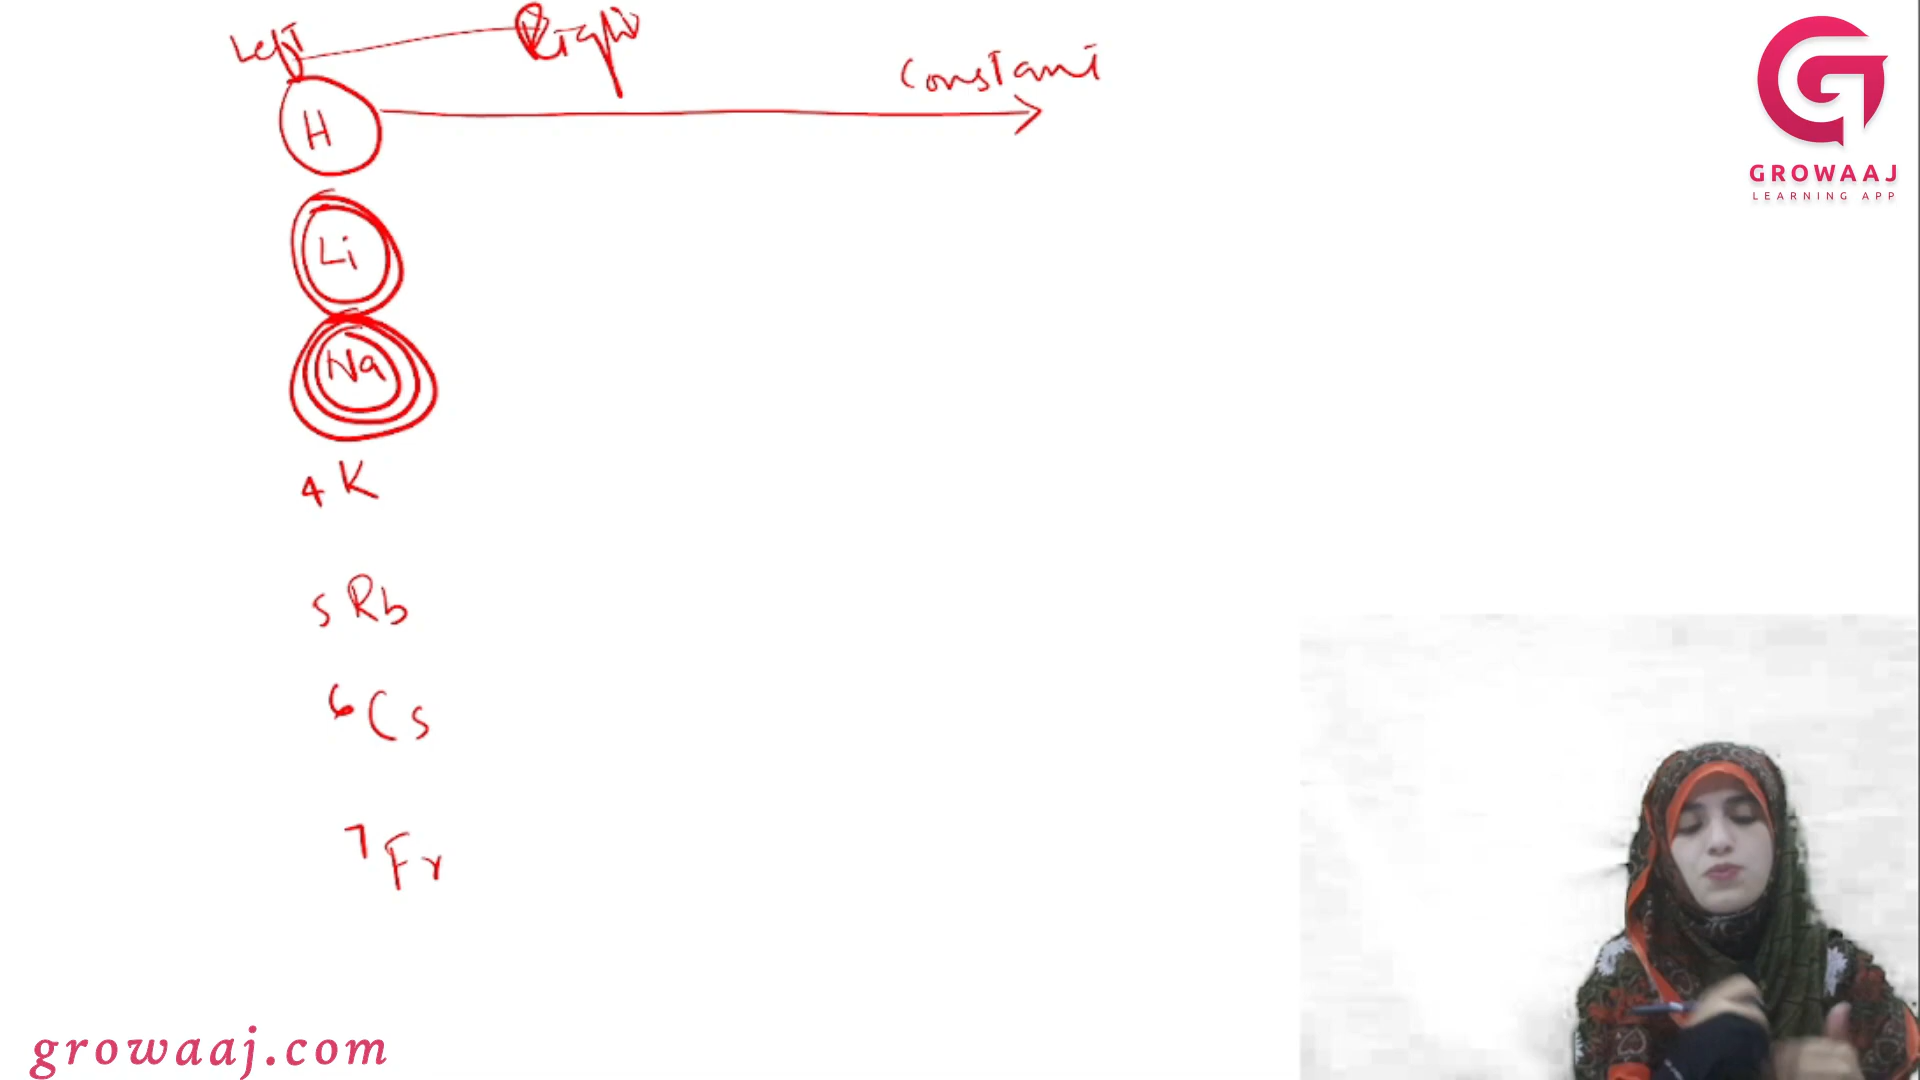 Left Right
Constant
H
Li
Na
4 K
5 Rb
6 Cs
7 Fr
GROWAAJ
LEARNING APP
growaaj.com